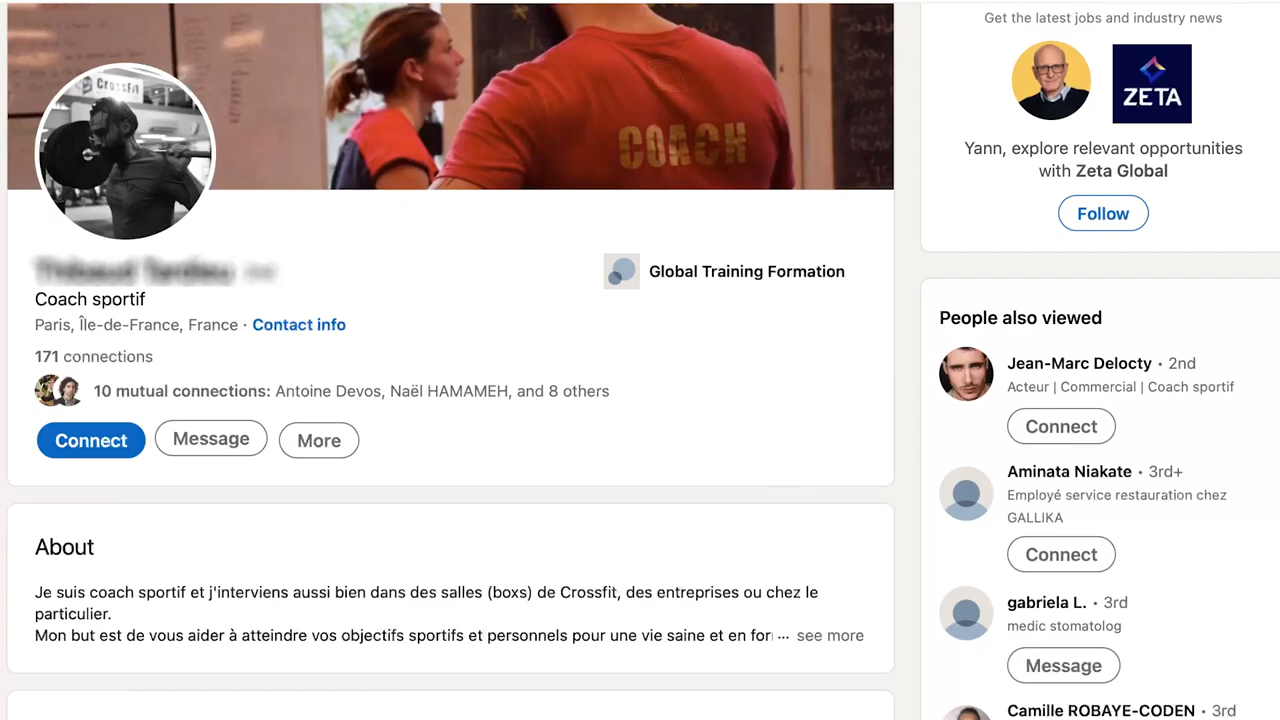 CROSSFIT
COACH
Coach sportif
Paris, Île-de-France, France · Contact info
171 connections
10 mutual connections: Antoine Devos, Naël HAMAMEH, and 8 others
Connect
Message
More
Global Training Formation
About
Je suis coach sportif et j'interviens aussi bien dans des salles (boxs) de Crossfit, des entreprises ou chez le
particulier.
Mon but est de vous aider à atteindre vos objectifs sportifs et personnels pour une vie saine et en for ... see more
Get the latest jobs and industry news
ZETA
Yann, explore relevant opportunities
with Zeta Global
Follow
People also viewed
Jean-Marc Delocty • 2nd
Acteur | Commercial | Coach sportif
Connect
Aminata Niakate • 3rd+
Employé service restauration chez
GALLIKA
Connect
gabriela L. • 3rd
medic stomatolog
Message
Camille ROBAYE-CODEN • 3rd